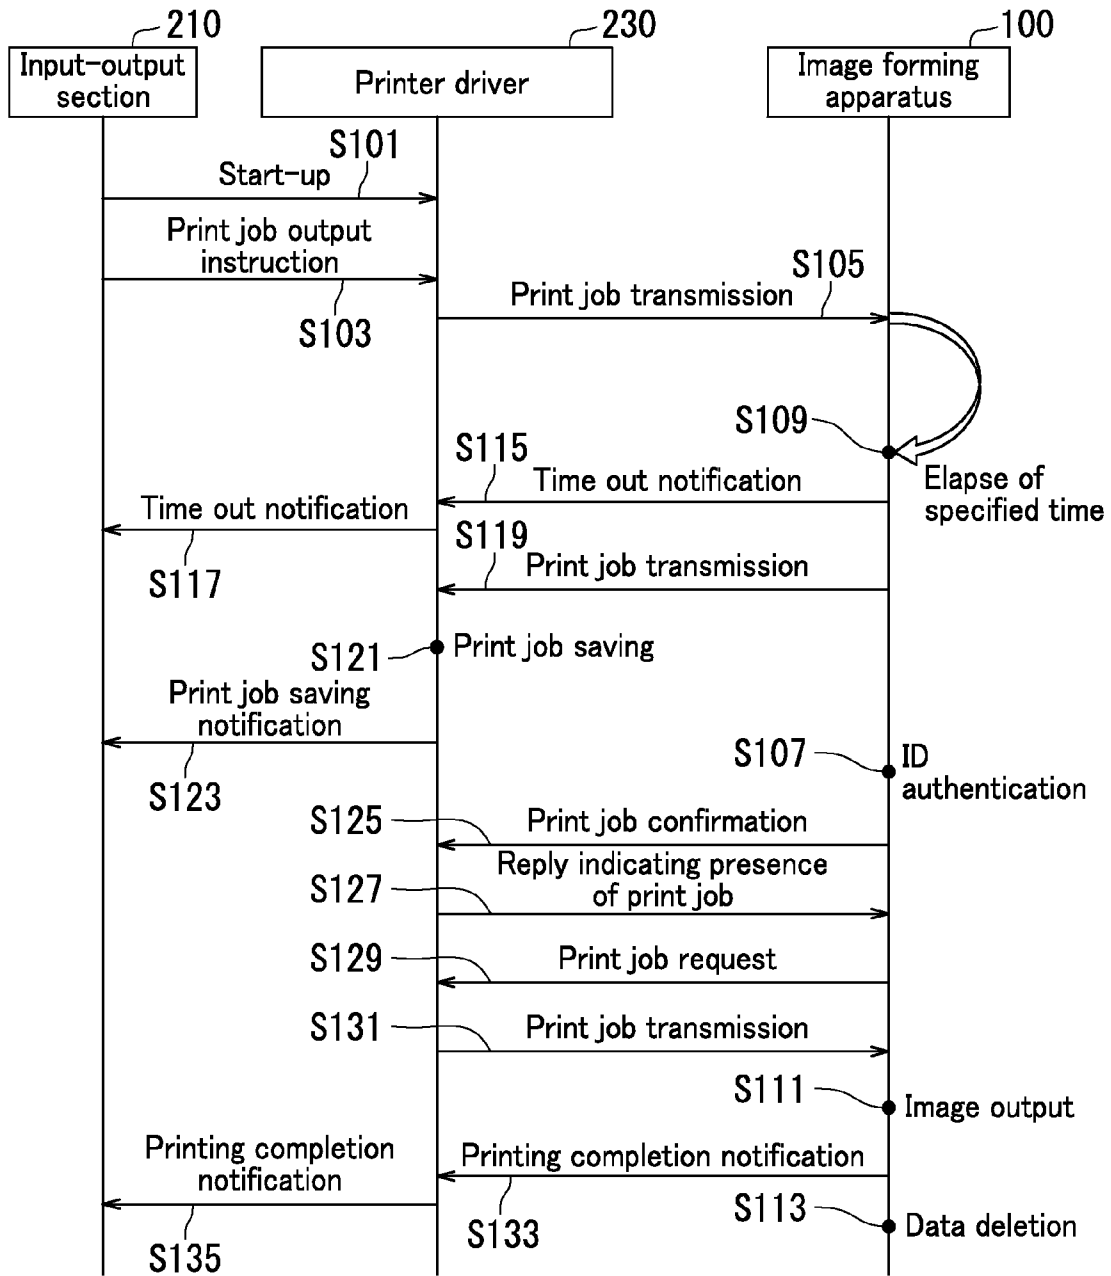 210
230
100
Input-output
section
Printer driver
Image forming
apparatus
S101
Start-up
Print job output
instruction
S103
S105
Print job transmission
S109
Elapse of
specified time
S115
Time out notification
Time out notification
S117
S119
Print job transmission
S121
Print job saving
Print job saving
notification
S123
S107
ID
authentication
S125
Print job confirmation
Reply indicating presence
of print job
S127
S129
Print job request
S131
Print job transmission
S111
Image output
Printing completion notification
S133
Printing completion
notification
S135
S113
Data deletion